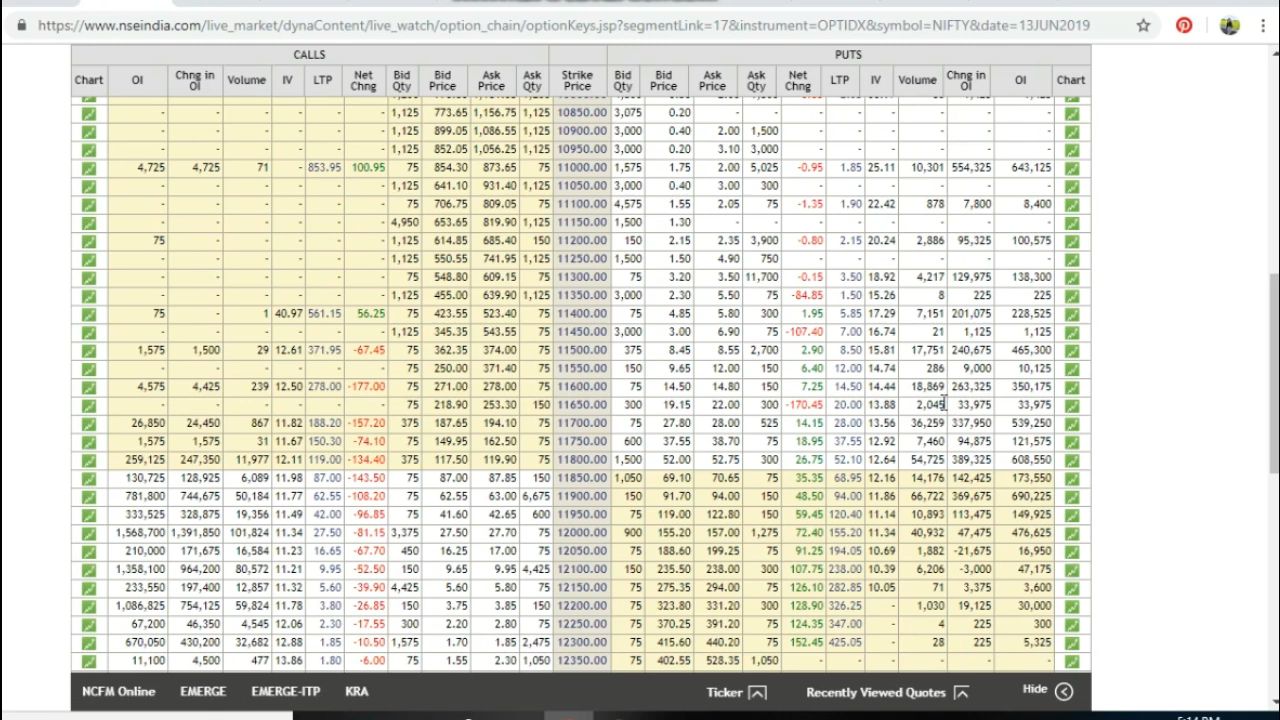 https://www.nseindia.com/live_market/dynaContent/live_watch/option_chain/optionKeys.jsp?segmentLink=17&instrument=OPTIDX&symbol=NIFTY&date=13JUN2019
CALLS PUTS
Chart OI Chng in OI Volume IV LTP Net Chng Bid Qty Bid Price Ask Price Ask Qty Strike Price Bid Qty Bid Price Ask Price Ask Qty Net Chng LTP IV Volume Chng in OI OI Chart
- - - - - - 1,125 773.65 1,156.75 1,125 10850.00 3,075 0.20 - - - - - - - -
- - - - - - 1,125 899.05 1,086.55 1,125 10900.00 3,000 0.40 2.00 1,500 - - - - - -
- - - - - - 1,125 852.05 1,056.25 1,125 10950.00 3,000 0.20 3.10 3,000 - - - - - -
4,725 4,725 71 - 853.95 100.95 75 854.30 873.65 75 11000.00 1,575 1.75 2.00 5,025 -0.95 1.85 25.11 10,301 554,325 643,125
- - - - - - 1,125 641.10 931.40 1,125 11050.00 3,000 0.40 3.00 300 - - - - - -
- - - - - - 75 706.75 809.05 75 11100.00 4,575 1.55 2.05 75 -1.35 1.90 22.42 878 7,800 8,400
- - - - - - 4,950 653.65 819.90 1,125 11150.00 1,500 1.30 - - - - - - - -
75 - - - - - 1,125 614.85 685.40 150 11200.00 150 2.15 2.35 3,900 -0.80 2.15 20.24 2,886 95,325 100,575
- - - - - - 1,125 550.55 741.95 1,125 11250.00 1,500 1.50 4.90 750 - - - - - -
- - - - - - 75 548.80 609.15 75 11300.00 75 3.20 3.50 11,700 -0.15 3.50 18.92 4,217 129,975 138,300
- - - - - - 1,125 455.00 639.90 1,125 11350.00 3,000 2.30 5.50 75 -84.85 1.50 15.26 8 225 225
75 - 1 40.97 561.15 56.25 75 423.55 523.40 75 11400.00 75 4.85 5.80 300 1.95 5.85 17.29 7,151 201,075 228,525
- - - - - - 1,125 345.35 543.55 75 11450.00 3,000 3.00 6.90 75 -107.40 7.00 16.74 21 1,125 1,125
1,575 1,500 29 12.61 371.95 -67.45 75 362.35 374.00 75 11500.00 375 8.45 8.55 2,700 2.90 8.50 15.81 17,751 240,675 465,300
- - - - - - 75 250.00 371.40 75 11550.00 150 9.65 12.00 150 6.40 12.00 14.74 286 9,000 10,125
4,575 4,425 239 12.50 278.00 -177.00 75 271.00 278.00 75 11600.00 75 14.50 14.80 150 7.25 14.50 14.44 18,869 263,325 350,175
- - - - - - 75 218.90 253.30 150 11650.00 300 19.15 22.00 300 -170.45 20.00 13.88 2,045 33,975 33,975
26,850 24,450 867 11.82 188.20 -157.20 375 187.65 194.10 75 11700.00 75 27.80 28.00 525 14.15 28.00 13.56 36,259 337,950 539,250
1,575 1,575 31 11.67 150.30 -74.10 75 149.95 162.50 75 11750.00 600 37.55 38.70 75 18.95 37.55 12.92 7,460 94,875 121,575
259,125 247,350 11,977 12.11 119.00 -134.40 375 117.50 119.90 75 11800.00 1,500 52.00 52.75 300 26.75 52.10 12.64 54,725 389,325 608,550
130,725 128,925 6,089 11.98 87.00 -143.50 75 87.00 87.85 150 11850.00 1,050 69.10 70.65 150 35.35 68.95 12.16 14,176 142,425 173,550
781,800 744,675 50,184 11.77 62.55 -108.20 75 62.55 63.00 6,675 11900.00 150 91.70 94.00 150 48.50 94.00 11.86 66,722 369,675 690,225
333,525 328,875 19,356 11.49 42.00 -96.85 75 41.60 42.65 600 11950.00 75 119.00 122.80 150 59.45 120.40 11.14 10,893 113,475 149,925
1,568,700 1,391,850 101,824 11.34 27.50 -81.15 3,375 27.50 27.70 75 12000.00 900 155.20 157.00 1,275 72.40 155.20 11.34 40,932 47,475 476,625
210,000 171,675 16,584 11.23 16.65 -67.70 450 16.25 17.00 75 12050.00 75 188.60 199.25 75 91.25 194.05 10.69 1,882 -21,675 16,950
1,358,100 964,200 80,572 11.21 9.95 -52.50 150 9.65 9.95 4,425 12100.00 150 235.50 238.00 300 107.75 238.00 10.39 6,206 -3,000 47,175
233,550 197,400 12,857 11.32 5.60 -39.90 4,425 5.60 5.80 75 12150.00 75 275.35 294.00 75 26.10 282.85 10.05 71 3,375 3,600
1,086,825 754,125 59,824 11.78 3.80 -26.85 150 3.75 3.85 150 12200.00 75 323.80 331.20 300 128.90 326.25 - 1,030 19,125 30,000
67,200 46,350 4,545 12.06 2.30 -17.55 300 2.20 2.80 75 12250.00 75 370.25 391.20 75 124.35 347.00 - 4 225 300
670,050 430,200 32,682 12.88 1.85 -10.50 1,575 1.70 1.85 2,475 12300.00 75 415.60 440.20 75 152.45 425.05 - 28 225 5,325
11,100 4,500 477 13.86 1.80 -6.00 75 1.55 2.30 1,050 12350.00 75 402.55 528.35 1,050 - - - - - -
NCFM Online EMERGE EMERGE-ITP KRA Ticker Recently Viewed Quotes Hide